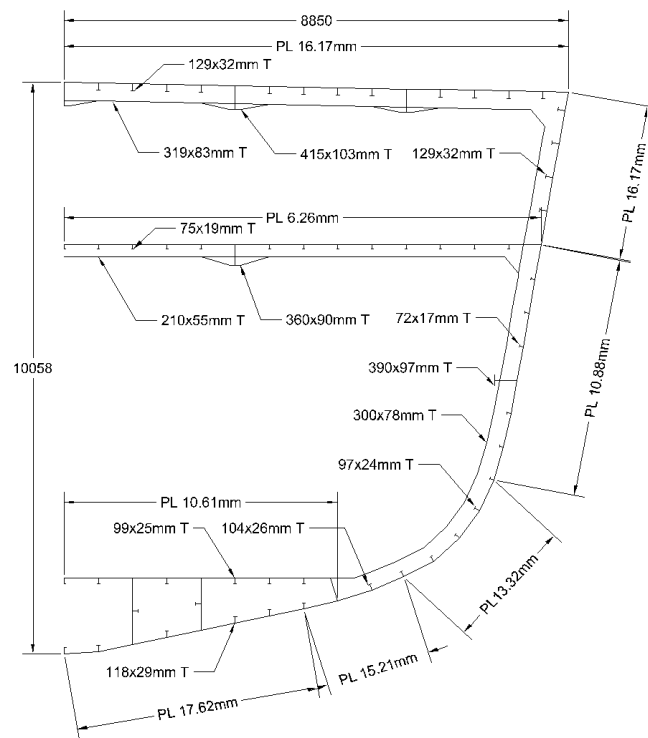 8850
PL 16.17mm
129x32mm T
319x83mm T
415x103mm T
129x32mm T
PL 16.17mm
PL 6.26mm
75x19mm T
210x55mm T
360x90mm T
72x17mm T
10058
390x97mm T
PL 10.88mm
300x78mm T
97x24mm T
PL 10.61mm
99x25mm T
104x26mm T
PL13.32mm
118x29mm T
PL 15.21mm
PL 17.62mm